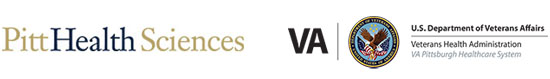 PittHealth Sciences
VA
U.S. Department of Veterans Affairs
Veterans Health Administration
VA Pittsburgh Healthcare System